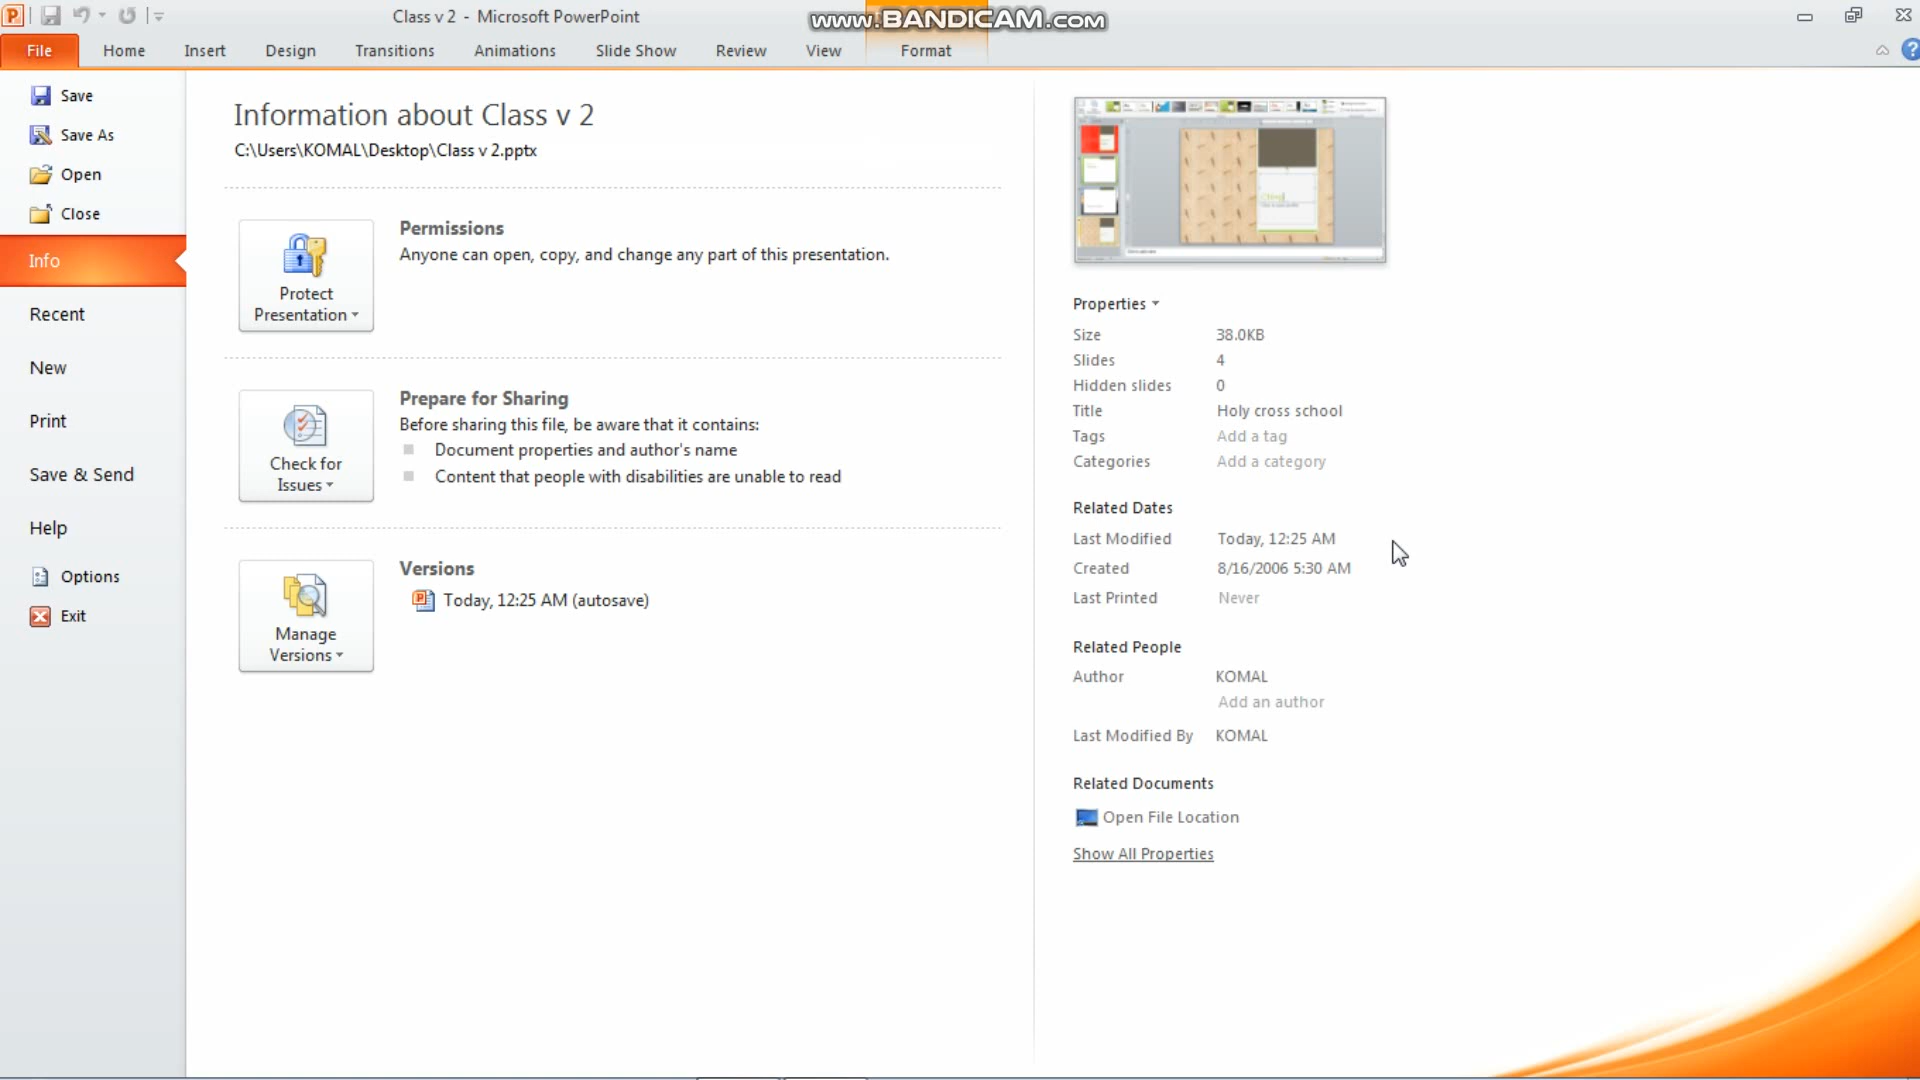 Class v 2 - Microsoft PowerPoint
www.BANDICAM.com
File Home Insert Design Transitions Animations Slide Show Review View Format
Save
Save As
Open
Close
Info
Recent
New
Print
Save & Send
Help
Options
Exit
Information about Class v 2
C:\Users\KOMAL\Desktop\Class v 2.pptx
Protect
Presentation
Permissions
Anyone can open, copy, and change any part of this presentation.
Check for
Issues
Prepare for Sharing
Before sharing this file, be aware that it contains:
Document properties and author's name
Content that people with disabilities are unable to read
Manage
Versions
Versions
Today, 12:25 AM (autosave)
Properties
Size 38.0KB
Slides 4
Hidden slides 0
Title Holy cross school
Tags Add a tag
Categories Add a category
Related Dates
Last Modified Today, 12:25 AM
Created 8/16/2006 5:30 AM
Last Printed Never
Related People
Author KOMAL
Add an author
Last Modified By KOMAL
Related Documents
Open File Location
Show All Properties